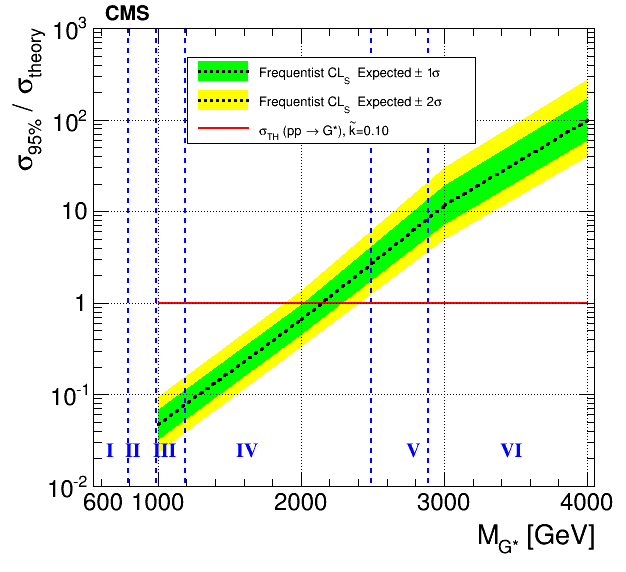 CMS
σ95% / σtheory
10³
10²
10
1
10⁻¹
10⁻²
Frequentist CLS Expected ± 1σ
Frequentist CLS Expected ± 2σ
σTH (pp → G*), k̃=0.10
I II III IV V VI
600 1000 2000 3000 4000
MG* [GeV]